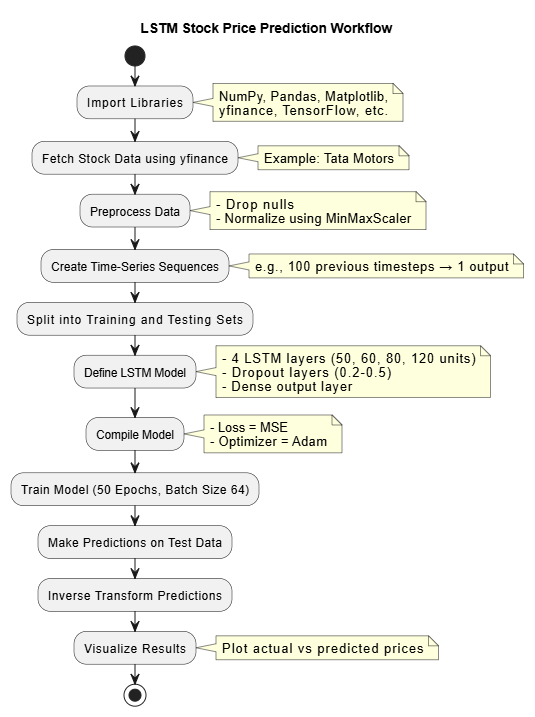 LSTM Stock Price Prediction Workflow
Import Libraries
NumPy, Pandas, Matplotlib,
yfinance, TensorFlow, etc.
Fetch Stock Data using yfinance
Example: Tata Motors
Preprocess Data
- Drop nulls
- Normalize using MinMaxScaler
Create Time-Series Sequences
e.g., 100 previous timesteps → 1 output
Split into Training and Testing Sets
Define LSTM Model
- 4 LSTM layers (50, 60, 80, 120 units)
- Dropout layers (0.2-0.5)
- Dense output layer
Compile Model
- Loss = MSE
- Optimizer = Adam
Train Model (50 Epochs, Batch Size 64)
Make Predictions on Test Data
Inverse Transform Predictions
Visualize Results
Plot actual vs predicted prices